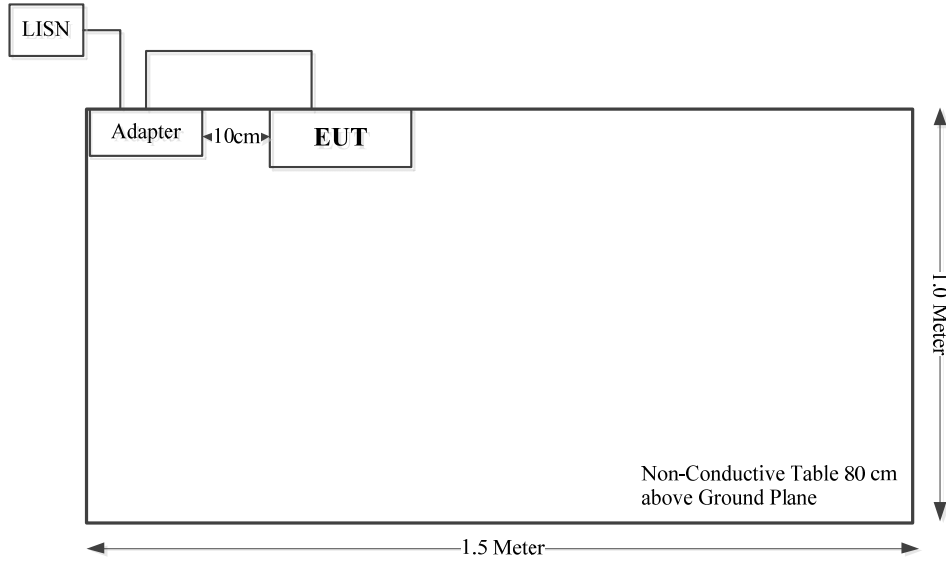 LISN
Adapter
10cm
EUT
1.0 Meter
Non-Conductive Table 80 cm
above Ground Plane
1.5 Meter